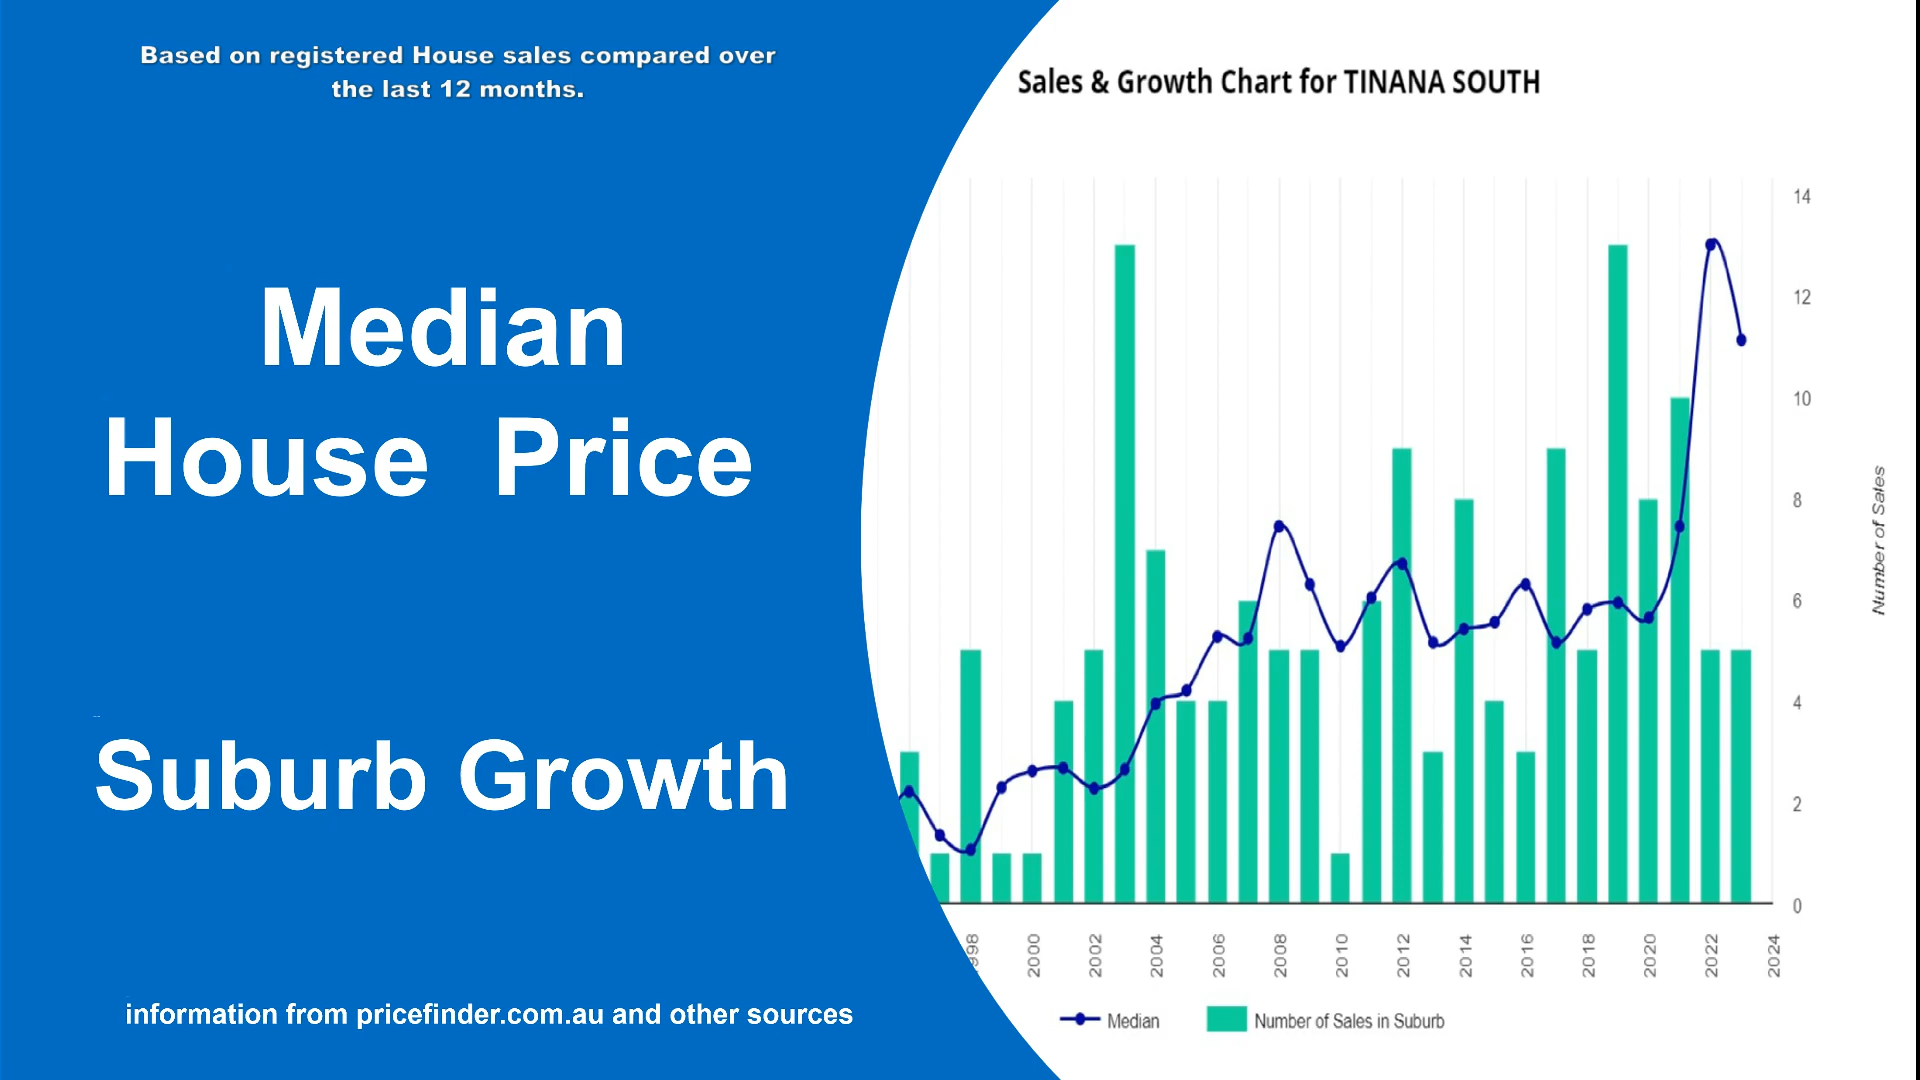 Based on registered House sales compared over
the last 12 months.
Median
House Price
Suburb Growth
information from pricefinder.com.au and other sources
Sales & Growth Chart for TINANA SOUTH
14
12
10
8
6
4
2
0
Number of Sales
998
2000
2002
2004
2006
2008
2010
2012
2014
2016
2018
2020
2022
2024
Median
Number of Sales in Suburb